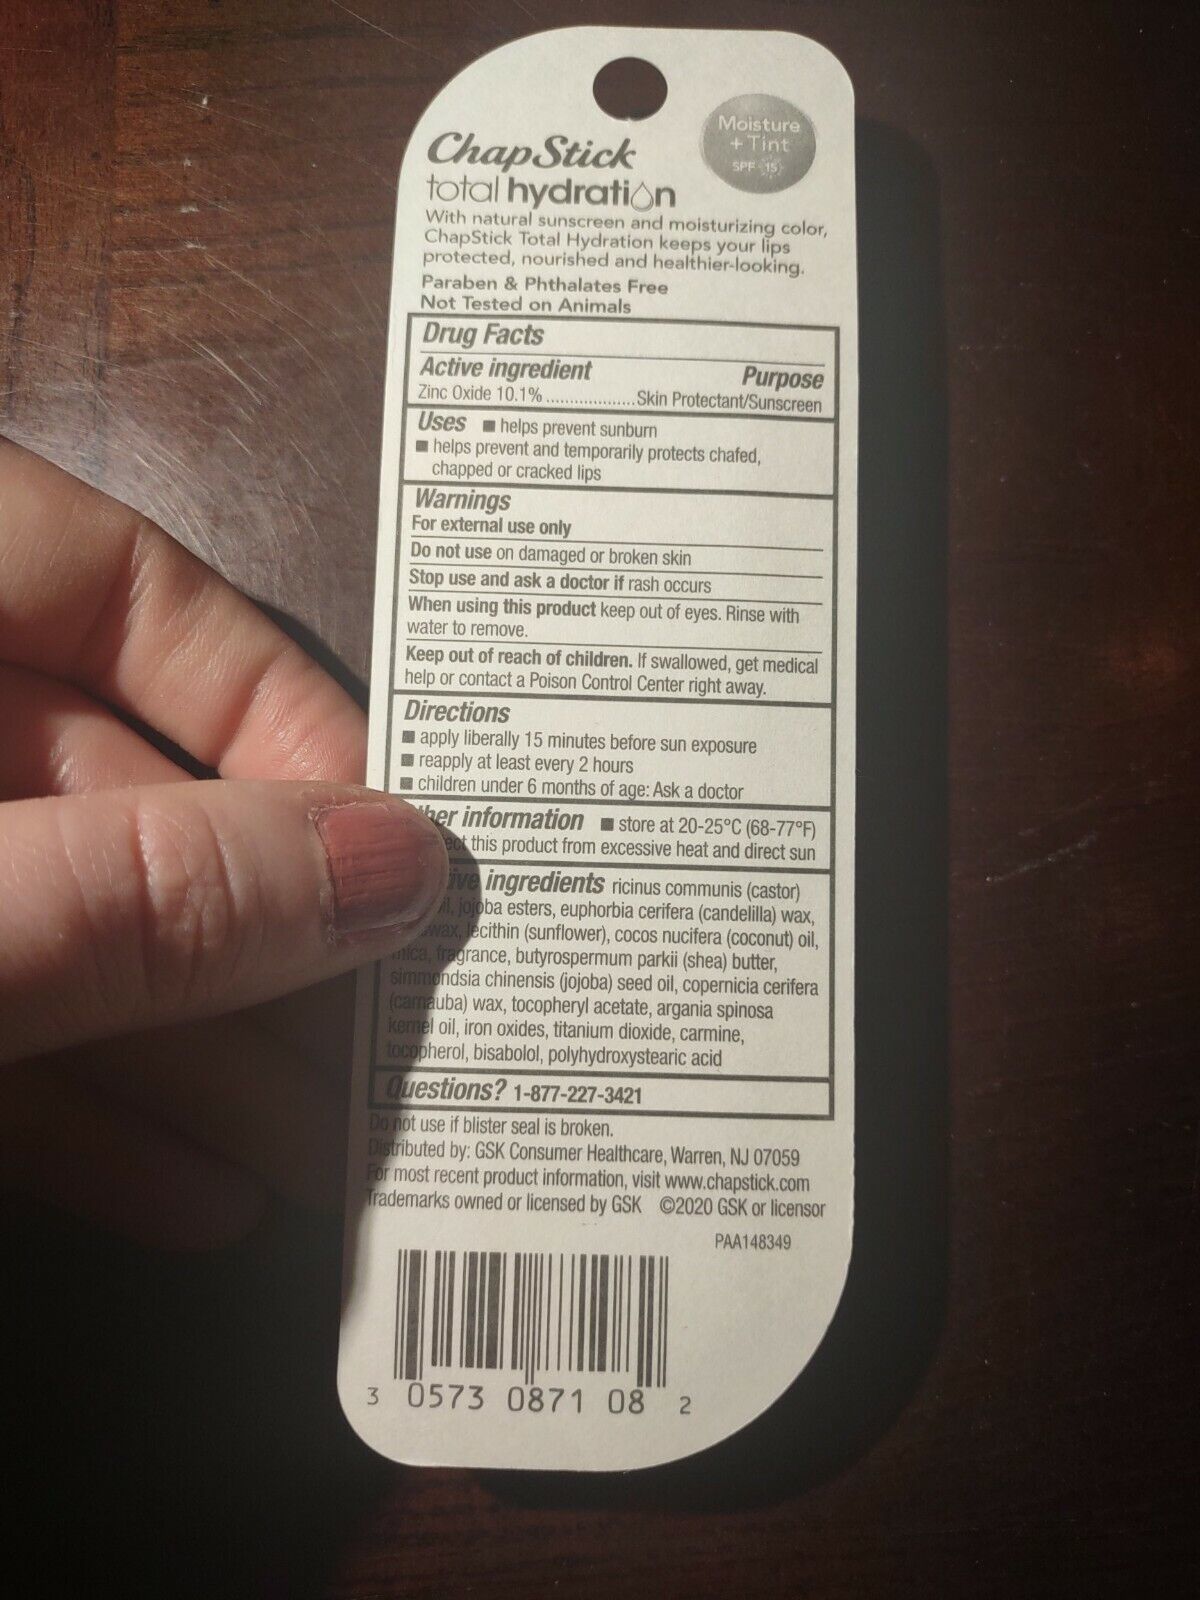 Moisture
+ Tint
SPF 15
ChapStick
total hydration
With natural sunscreen and moisturizing color,
ChapStick Total Hydration keeps your lips
protected, nourished and healthier-looking.
Paraben & Phthalates Free
Not Tested on Animals
Drug Facts
Active ingredient Purpose
Zinc Oxide 10.1% ..................Skin Protectant/Sunscreen
Uses ■ helps prevent sunburn
■ helps prevent and temporarily protects chafed,
chapped or cracked lips
Warnings
For external use only
Do not use on damaged or broken skin
Stop use and ask a doctor if rash occurs
When using this product keep out of eyes. Rinse with
water to remove.
Keep out of reach of children. If swallowed, get medical
help or contact a Poison Control Center right away.
Directions
■ apply liberally 15 minutes before sun exposure
■ reapply at least every 2 hours
■ children under 6 months of age: Ask a doctor
information ■ store at 20-25°C (68-77°F)
this product from excessive heat and direct sun
ingredients ricinus communis (castor)
jojoba esters, euphorbia cerifera (candelilla) wax,
lecithin (sunflower), cocos nucifera (coconut) oil,
mica, fragrance, butyrospermum parkii (shea) butter,
simmondsia chinensis (jojoba) seed oil, copernicia cerifera
(carnauba) wax, tocopheryl acetate, argania spinosa
kernel oil, iron oxides, titanium dioxide, carmine,
tocopherol, bisabolol, polyhydroxystearic acid
Questions? 1-877-227-3421
Do not use if blister seal is broken.
Distributed by: GSK Consumer Healthcare, Warren, NJ 07059
For most recent product information, visit www.chapstick.com
Trademarks owned or licensed by GSK ©2020 GSK or licensor
PAA148349
3 0573 0871 08 2